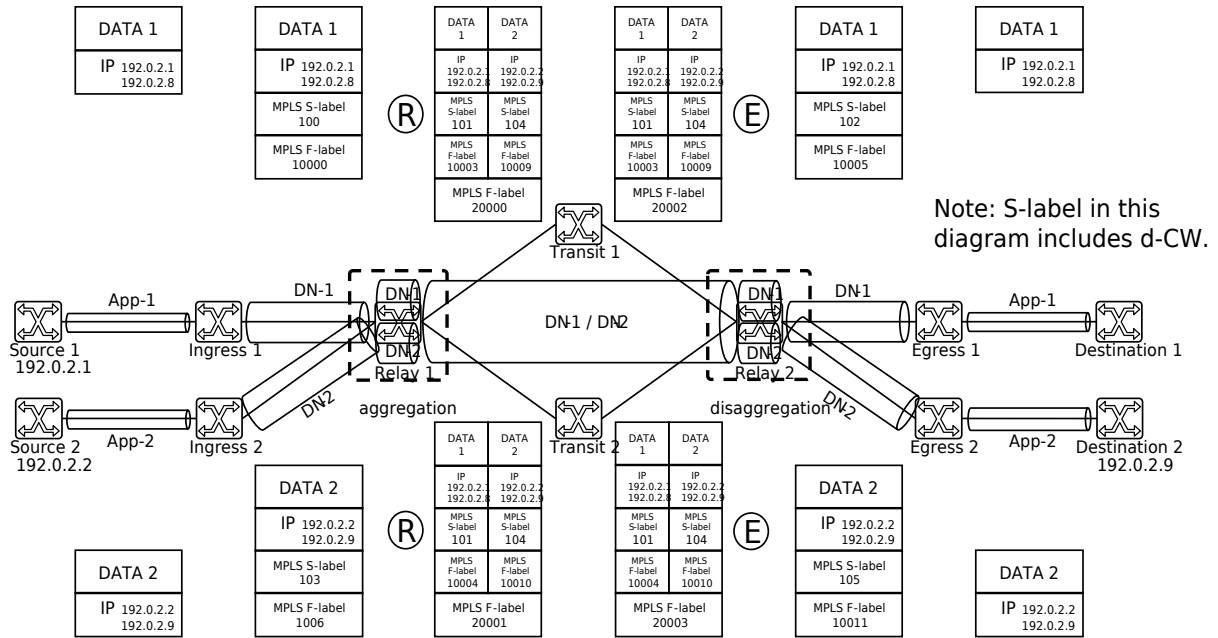 DATA 1
IP 192.0.2.1
192.0.2.8
DATA 1
IP 192.0.2.1
192.0.2.8
MPLS S-label
100
MPLS F-label
10000
R
DATA
1
DATA
2
IP
192.0.2.1
192.0.2.8
IP
192.0.2.2
192.0.2.9
MPLS
S-label
101
MPLS
S-label
104
MPLS
F-label
10003
MPLS
F-label
10009
MPLS F-label
20000
DATA
1
DATA
2
IP
192.0.2.1
192.0.2.8
IP
192.0.2.2
192.0.2.9
MPLS
S-label
101
MPLS
S-label
104
MPLS
F-label
10003
MPLS
F-label
10009
MPLS F-label
20002
E
DATA 1
IP 192.0.2.1
192.0.2.8
MPLS S-label
102
MPLS F-label
10005
DATA 1
IP 192.0.2.1
192.0.2.8
Note: S-label in this
diagram includes d-CW.
Transit 1
App-1
DN-1
DN-1
DN-1 / DN-2
DN-1
DN-1
App-1
Source 1
192.0.2.1
Ingress 1
DN-2
Relay 1
DN-2
Relay 2
Egress 1
Destination 1
App-2
DN-2
aggregation
disaggregation
DN-2
App-2
Source 2
192.0.2.2
Ingress 2
Transit 2
Egress 2
Destination 2
192.0.2.9
DATA 2
IP 192.0.2.2
192.0.2.9
DATA 2
IP 192.0.2.2
192.0.2.9
MPLS S-label
103
MPLS F-label
1006
R
DATA
1
DATA
2
IP
192.0.2.1
192.0.2.8
IP
192.0.2.2
192.0.2.9
MPLS
S-label
101
MPLS
S-label
104
MPLS
F-label
10004
MPLS
F-label
10010
MPLS F-label
20001
DATA
1
DATA
2
IP
192.0.2.1
192.0.2.8
IP
192.0.2.2
192.0.2.9
MPLS
S-label
101
MPLS
S-label
104
MPLS
F-label
10004
MPLS
F-label
10010
MPLS F-label
20003
E
DATA 2
IP 192.0.2.2
192.0.2.9
MPLS S-label
105
MPLS F-label
10011
DATA 2
IP 192.0.2.2
192.0.2.9